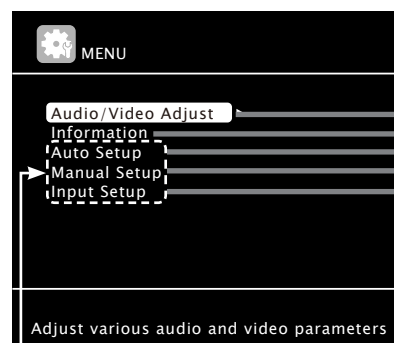 MENU
Audio/Video Adjust
Information
Auto Setup
Manual Setup
Input Setup
Adjust various audio and video parameters